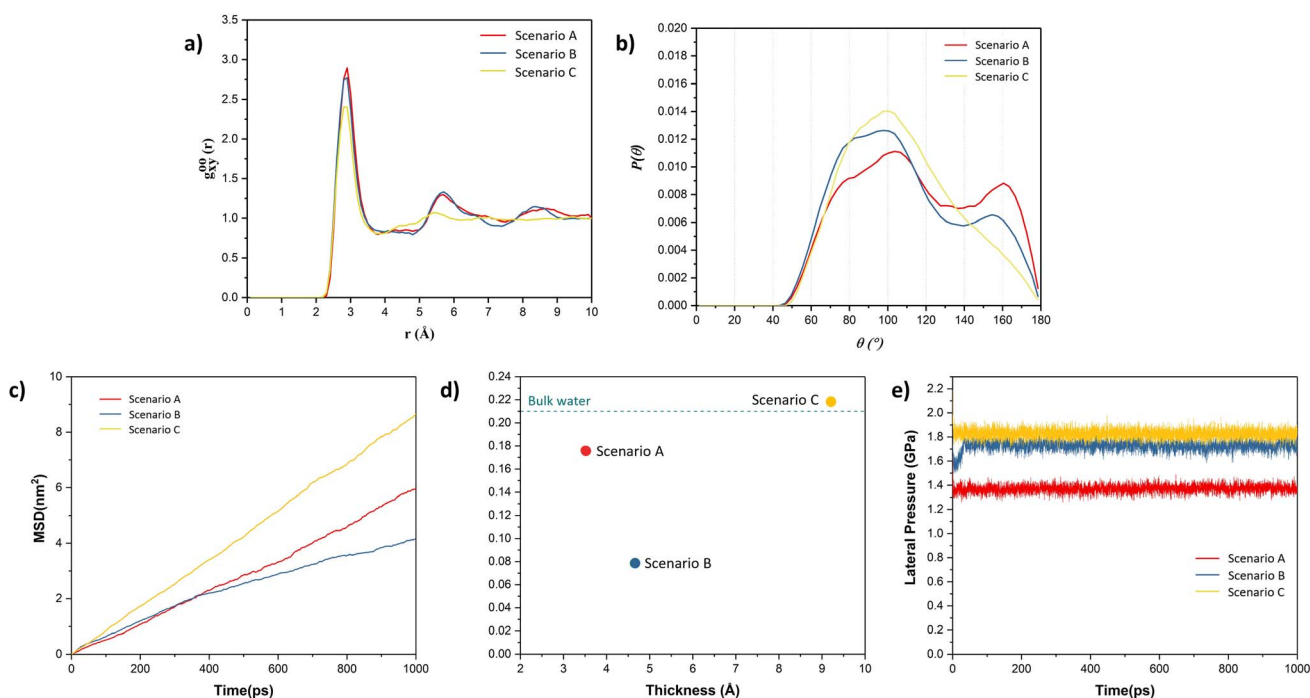 a)
3.5
3.0
2.5
2.0
1.5
1.0
0.5
0.0
g_xy^oo (r)
Scenario A
Scenario B
Scenario C
0 1 2 3 4 5 6 7 8 9 10
r (Å)
b)
0.020
0.018
0.016
0.014
0.012
0.010
0.008
0.006
0.004
0.002
0.000
P(θ)
Scenario A
Scenario B
Scenario C
0 20 40 60 80 100 120 140 160 180
θ (°)
c)
10
8
6
4
2
0
MSD(nm²)
Scenario A
Scenario B
Scenario C
0 200 400 600 800 1000
Time(ps)
d)
0.24
0.22
0.20
0.18
0.16
0.14
0.12
0.10
0.08
0.06
0.04
0.02
0.00
Bulk water
Scenario C
Scenario A
Scenario B
2 3 4 5 6 7 8 9 10
Thickness (Å)
e)
2.2
2.0
1.8
1.6
1.4
1.2
1.0
0.8
0.6
0.4
0.2
0.0
Lateral Pressure (GPa)
Scenario A
Scenario B
Scenario C
0 200 400 600 800 1000
Time(ps)